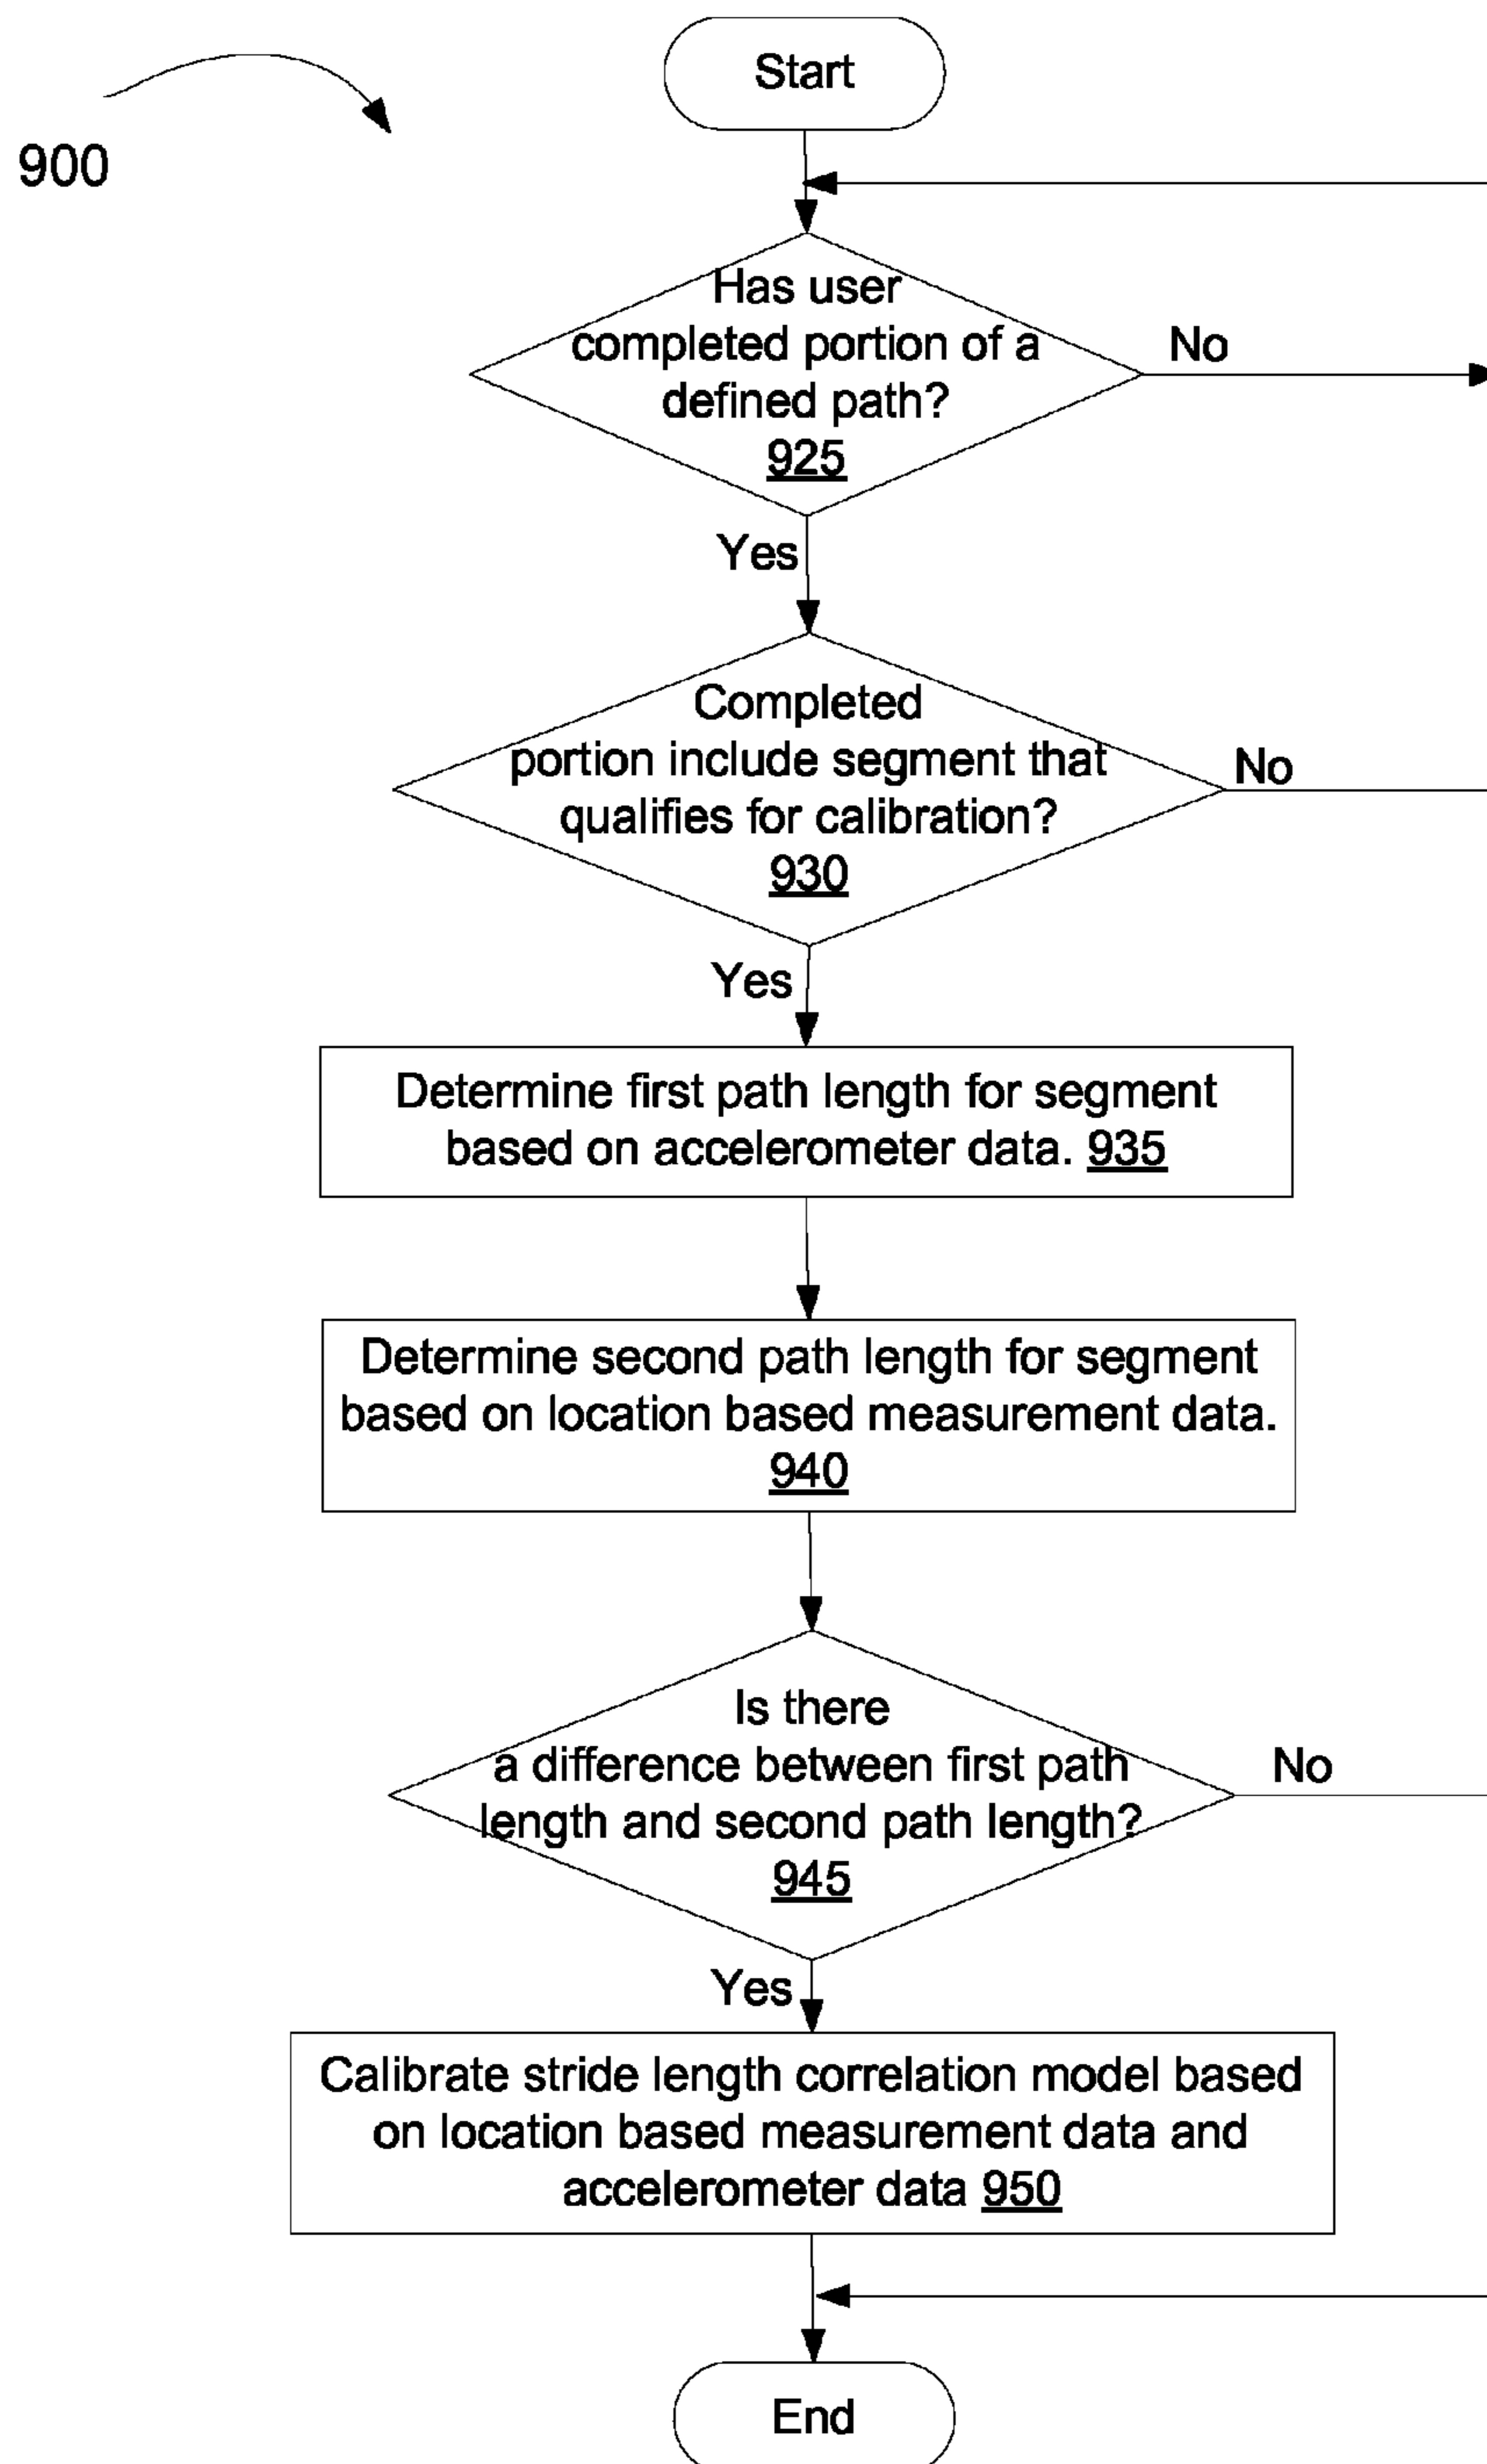 Start
900
Has user
completed portion of a
defined path?
925
No
Yes
Completed
portion include segment that
qualifies for calibration?
930
No
Yes
Determine first path length for segment
based on accelerometer data. 935
Determine second path length for segment
based on location based measurement data.
940
Is there
a difference between first path
length and second path length?
945
No
Yes
Calibrate stride length correlation model based
on location based measurement data and
accelerometer data 950
End